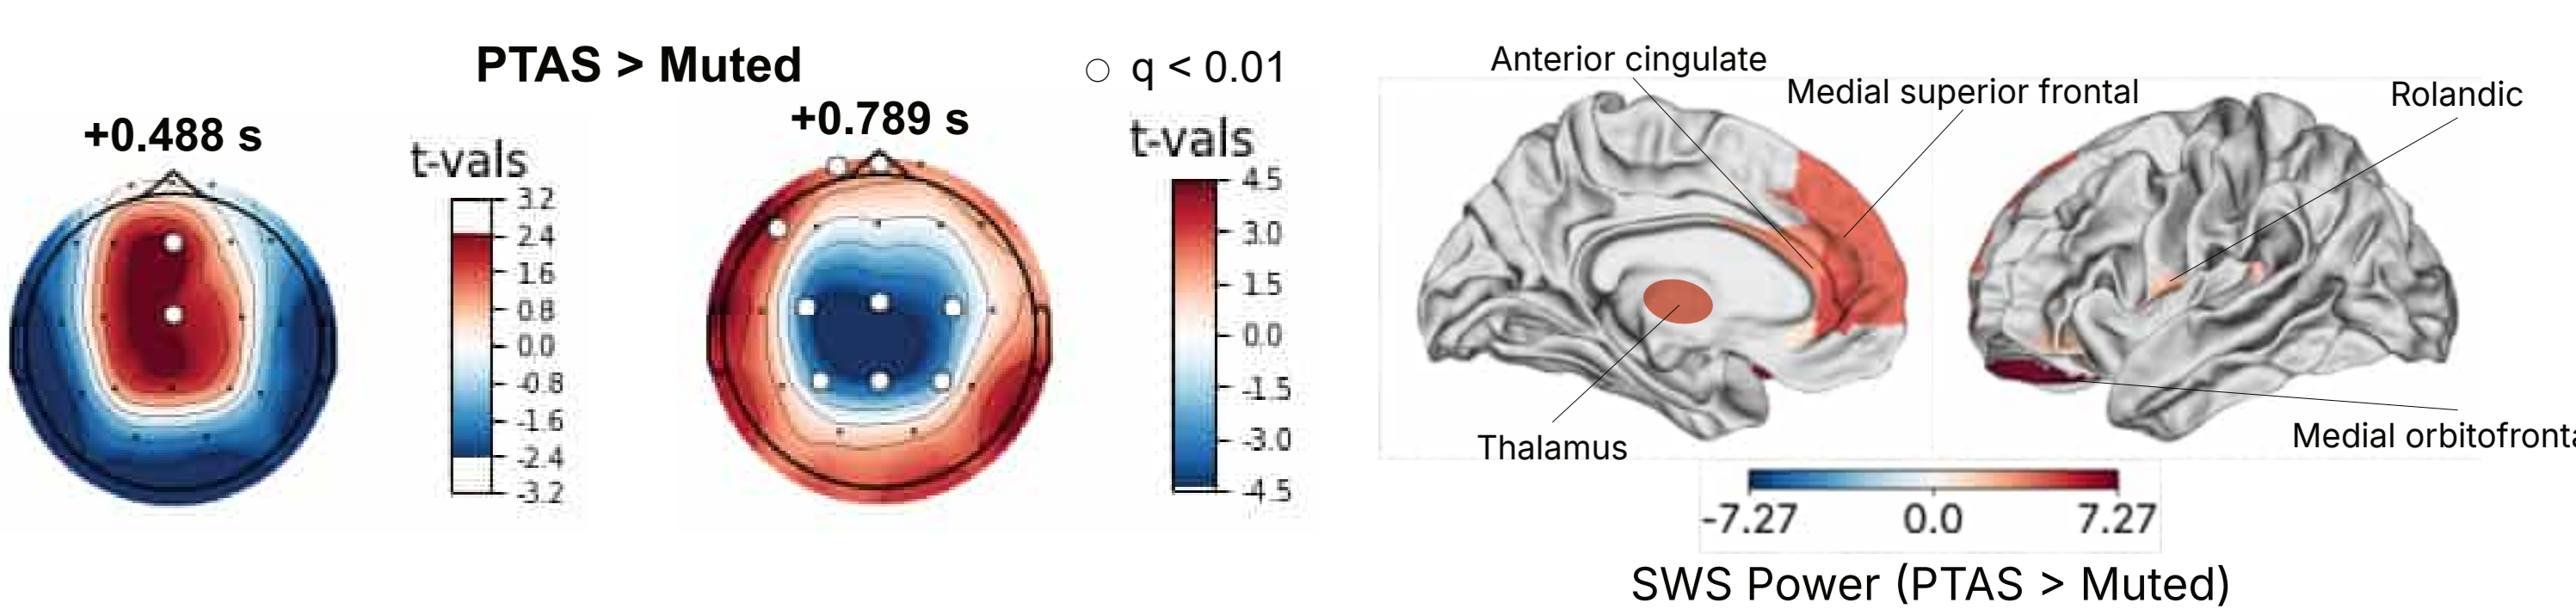 PTAS > Muted
q < 0.01
+0.488 s
t-vals
3.2
2.4
1.6
0.8
0.0
-0.8
-1.6
-2.4
-3.2
+0.789 s
t-vals
4.5
3.0
1.5
0.0
-1.5
-3.0
-4.5
Anterior cingulate
Medial superior frontal
Rolandic
Thalamus
Medial orbitofronta
-7.27
0.0
7.27
SWS Power (PTAS > Muted)